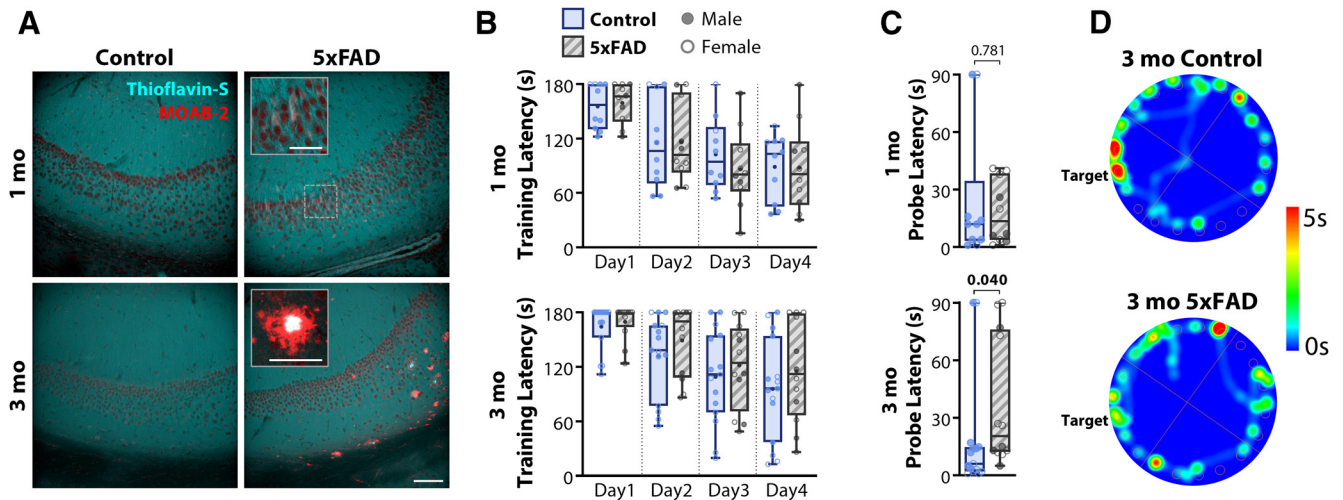 A
Control
5xFAD
Thioflavin-S
MOAB-2
1 mo
3 mo
B
Control
5xFAD
Male
Female
1 mo
Training Latency (s)
180
120
60
0
Day1 Day2 Day3 Day4
3 mo
Training Latency (s)
180
120
180
60
0
Day1 Day2 Day3 Day4
C
0.781
1 mo
Probe Latency (s)
90
60
30
0
0.040
3 mo
Probe Latency (s)
90
60
30
0
D
3 mo Control
Target
3 mo 5xFAD
Target
5s
0s